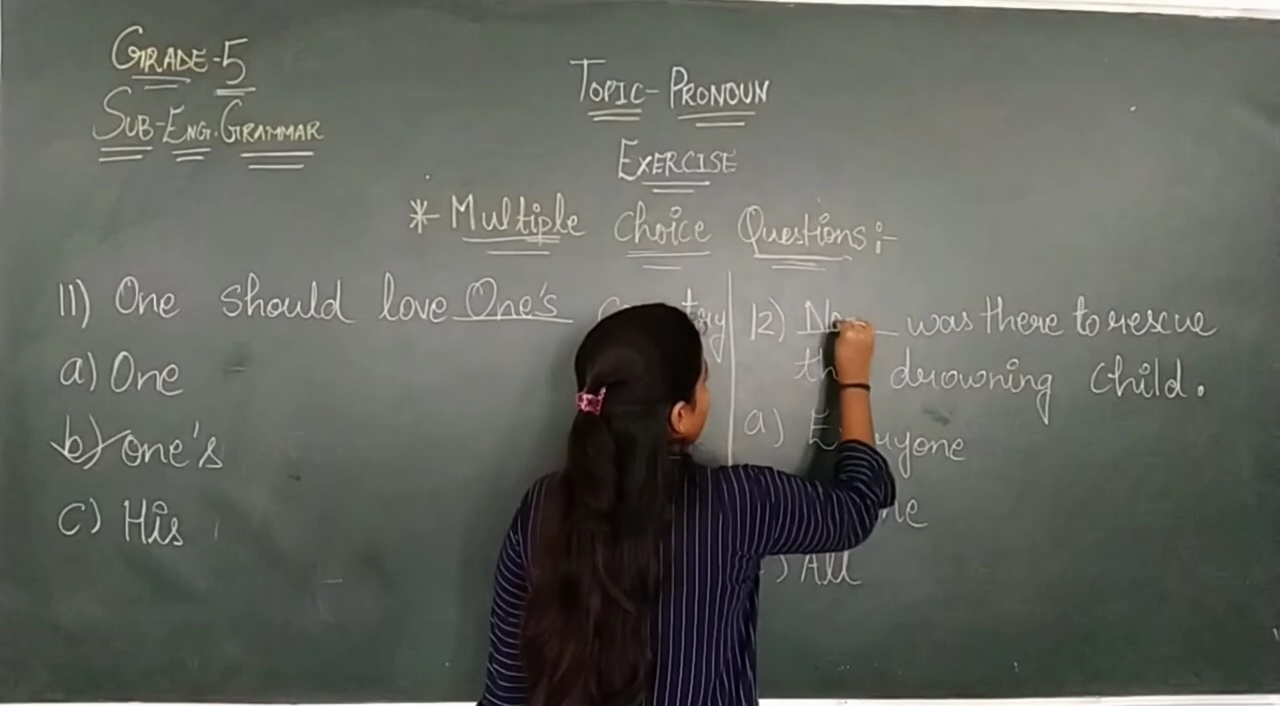 GRADE-5
SUB-ENG.GRAMMAR
TOPIC-PRONOUN
EXERCISE
* Multiple choice Questions:-
11) One should love One's
a) One
b) one's
c) His
12) was there to rescue
drowning child.
a) Everyone
All